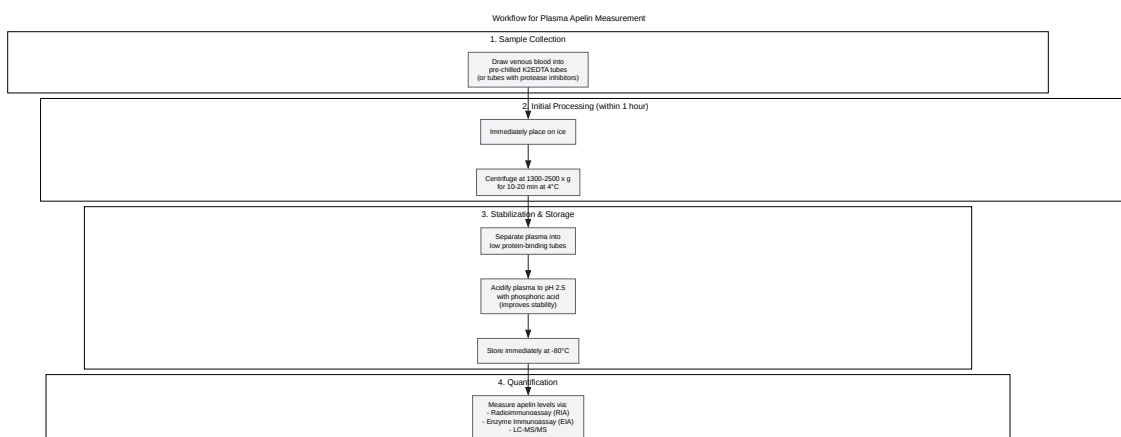 Workflow for Plasma Apelin Measurement
1. Sample Collection
Draw venous blood into
pre-chilled K2EDTA tubes
(or tubes with protease inhibitors)
2. Initial Processing (within 1 hour)
Immediately place on ice
Centrifuge at 1300-2500 x g
for 10-20 min at 4°C
3. Stabilization & Storage
Separate plasma into
low protein-binding tubes
Acidify plasma to pH 2.5
with phosphoric acid
(improves stability)
Store immediately at -80°C
4. Quantification
Measure apelin levels via:
- Radioimmunoassay (RIA)
- Enzyme Immunoassay (EIA)
- LC-MS/MS